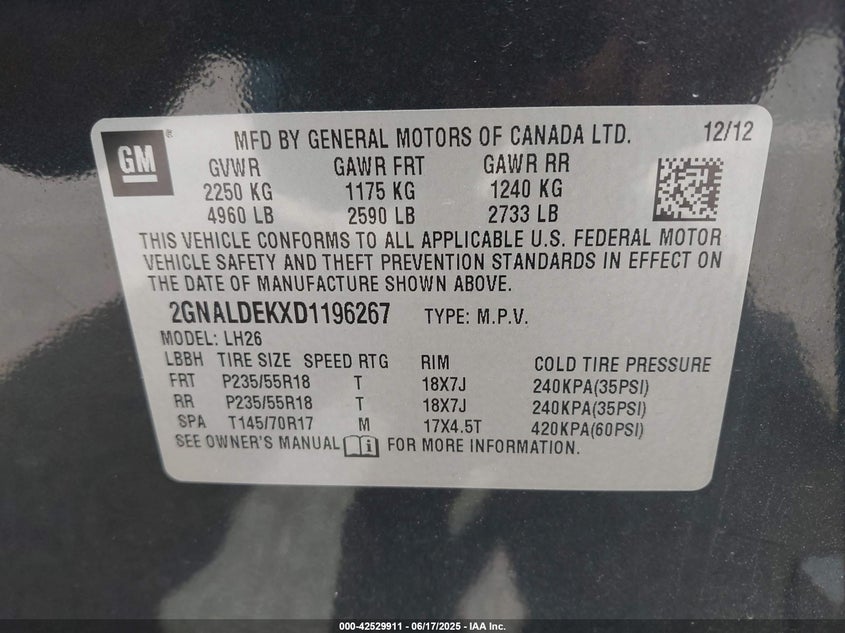 GM
®
MFD BY GENERAL MOTORS OF CANADA LTD. 12/12
GVWR GAWR FRT GAWR RR
2250 KG 1175 KG 1240 KG
4960 LB 2590 LB 2733 LB
THIS VEHICLE CONFORMS TO ALL APPLICABLE U.S. FEDERAL MOTOR
VEHICLE SAFETY AND THEFT PREVENTION STANDARDS IN EFFECT ON
THE DATE OF MANUFACTURE SHOWN ABOVE.
2GNALDEKXD1196267 TYPE: M.P.V.
MODEL: LH26
LBBH TIRE SIZE SPEED RTG RIM COLD TIRE PRESSURE
FRT P235/55R18 T 18X7J 240KPA(35PSI)
RR P235/55R18 T 18X7J 240KPA(35PSI)
SPA T145/70R17 M 17X4.5T 420KPA(60PSI)
SEE OWNER'S MANUAL i FOR MORE INFORMATION.
000-42529911 - 06/17/2025 - IAA Inc.